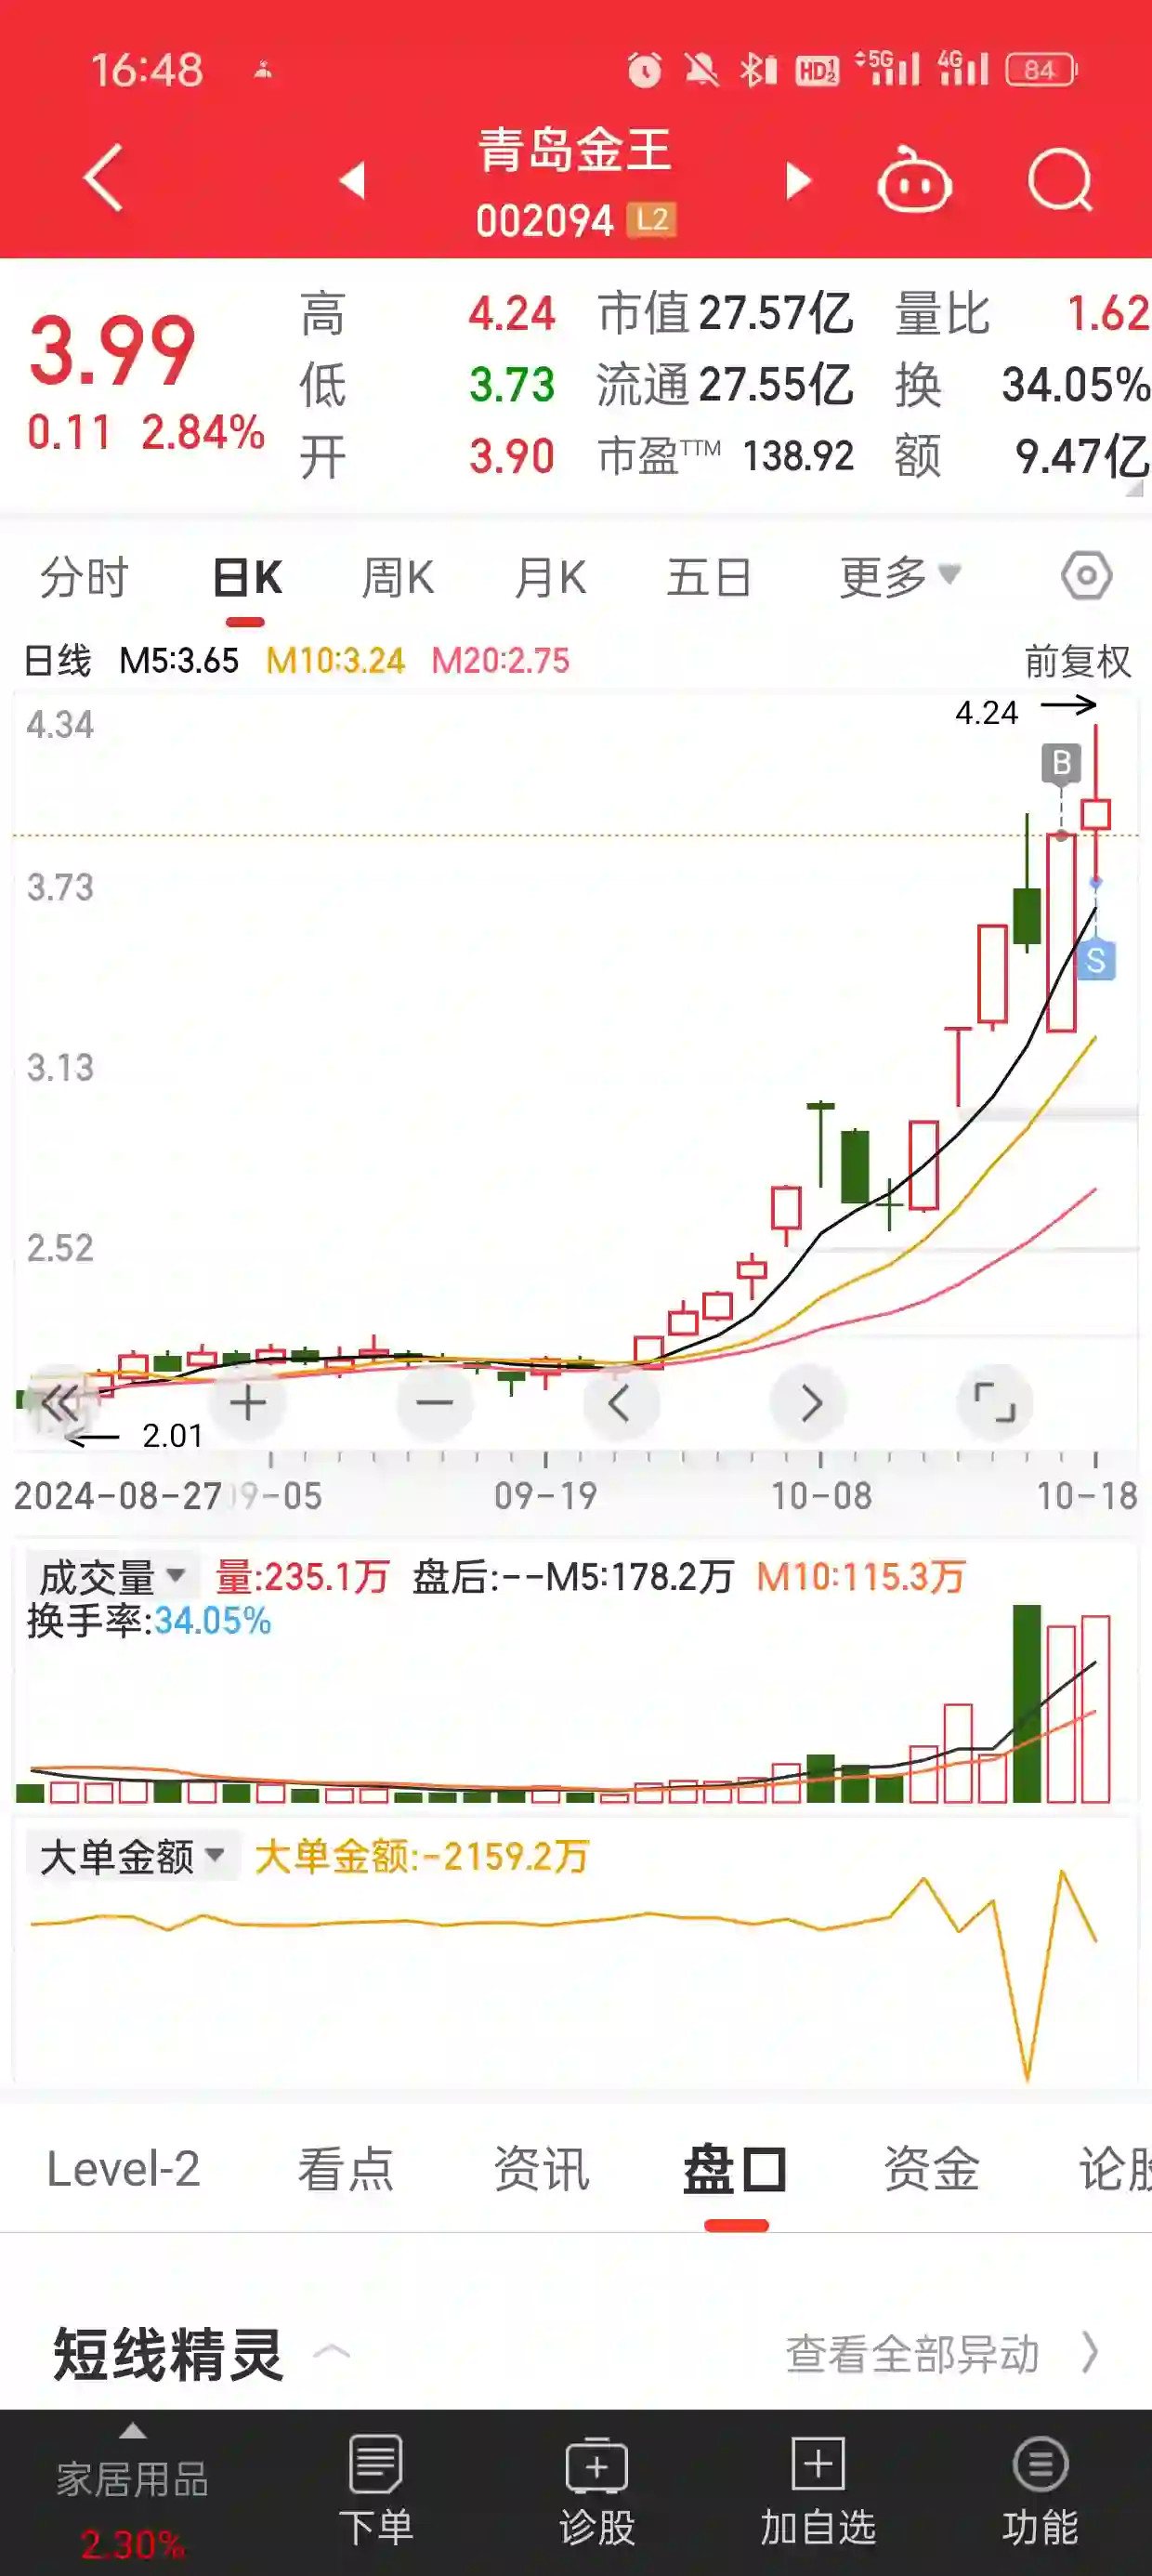 16:48 HD 5G 4G 84
青岛金王
002094 L2
3.99 高 4.24 市值 27.57亿 量比 1.62
低 3.73 流通 27.55亿 换 34.05%
0.11 2.84% 开 3.90 市盈TTM 138.92 额 9.47亿
分时 日K 周K 月K 五日 更多
日线 M5:3.65 M10:3.24 M20:2.75 前复权
4.34
4.24
B
3.73
S
3.13
2.52
2.01
2024-08-27 09-05 09-19 10-08 10-18
成交量 量:235.1万 盘后:--M5:178.2万 M10:115.3万
换手率:34.05%
大单金额 大单金额:-2159.2万
Level-2 看点 资讯 盘口 资金 论股
短线精灵 查看全部异动
家居用品
2.30%
下单 诊股 加自选 功能